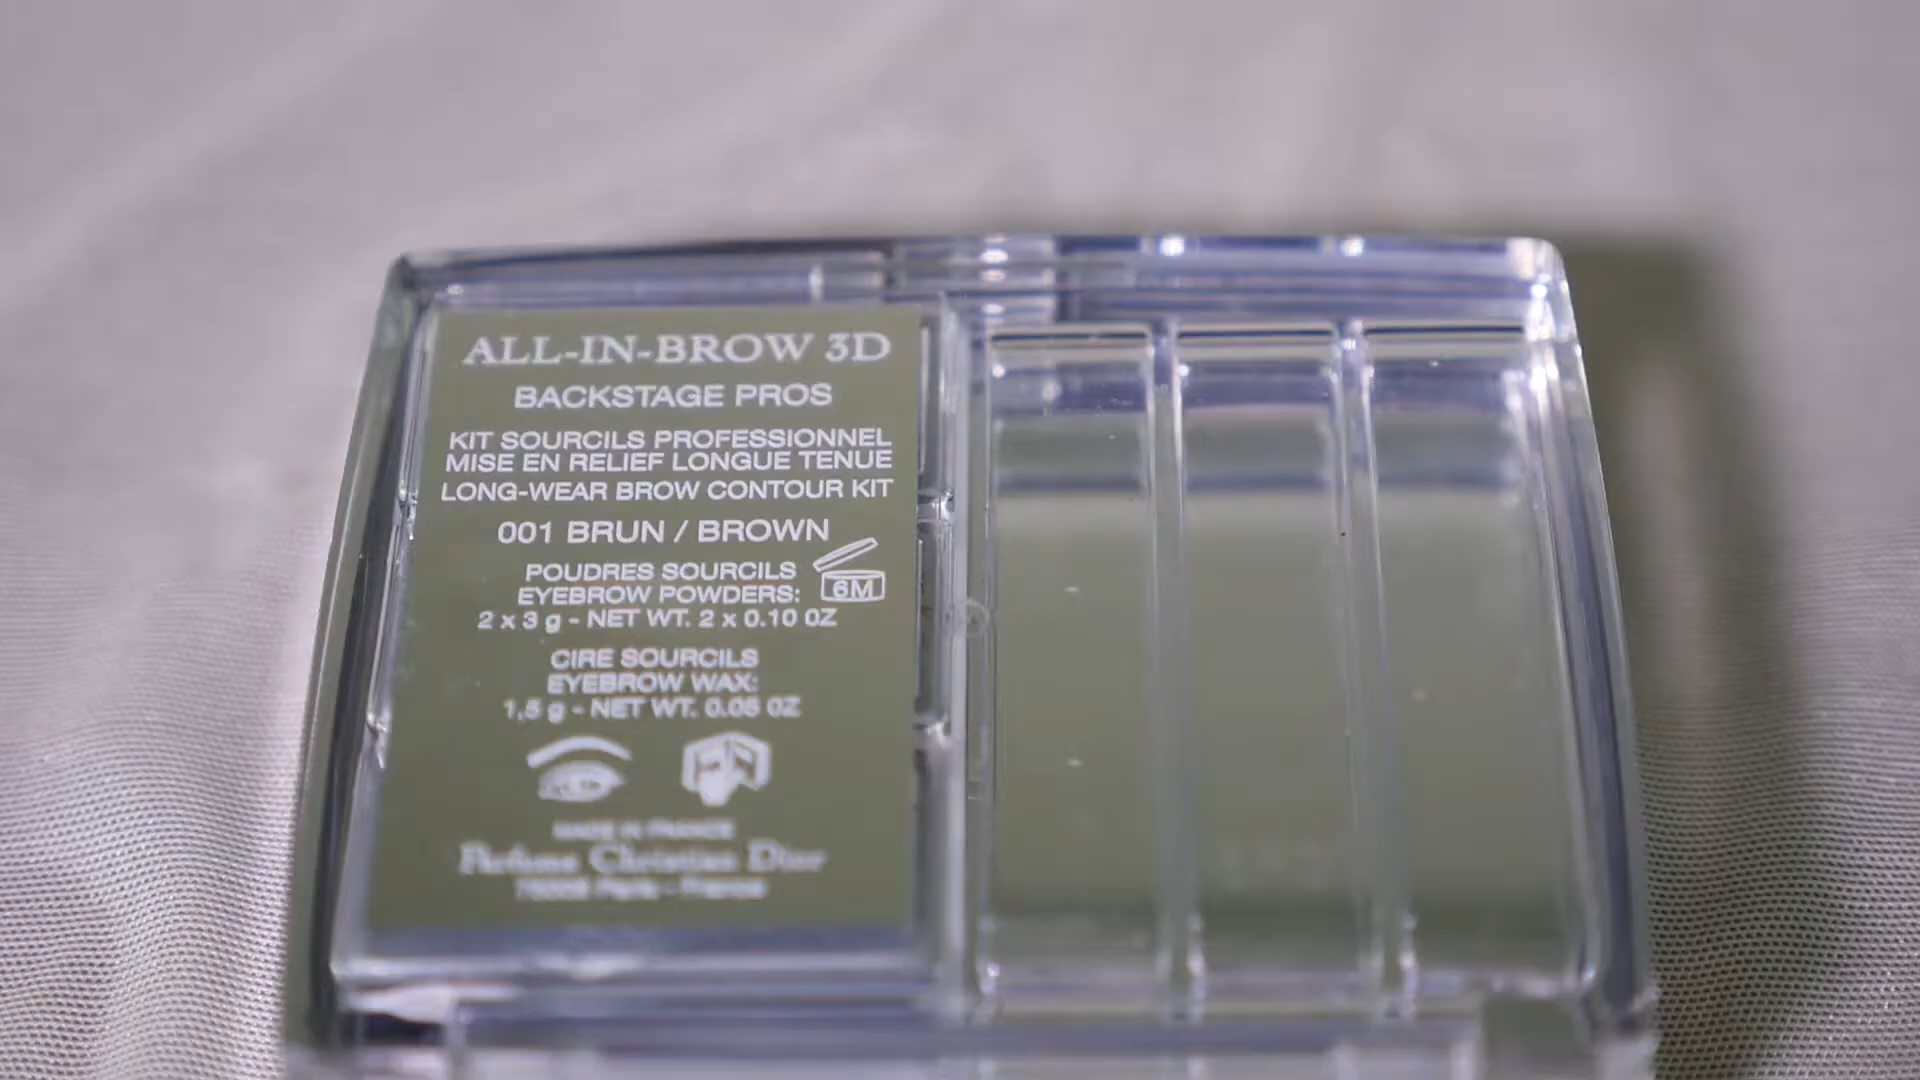 ALL-IN-BROW 3D
BACKSTAGE PROS
KIT SOURCILS PROFESSIONNEL
MISE EN RELIEF LONGUE TENUE
LONG-WEAR BROW CONTOUR KIT
001 BRUN / BROWN
POUDRES SOURCILS
EYEBROW POWDERS:
6M
2 x 3 g - NET WT. 2 x 0.10 OZ
CIRE SOURCILS
EYEBROW WAX:
1,5 g - NET WT. 0.05 OZ
MADE IN FRANCE
Parfums Christian Dior
Paris - France